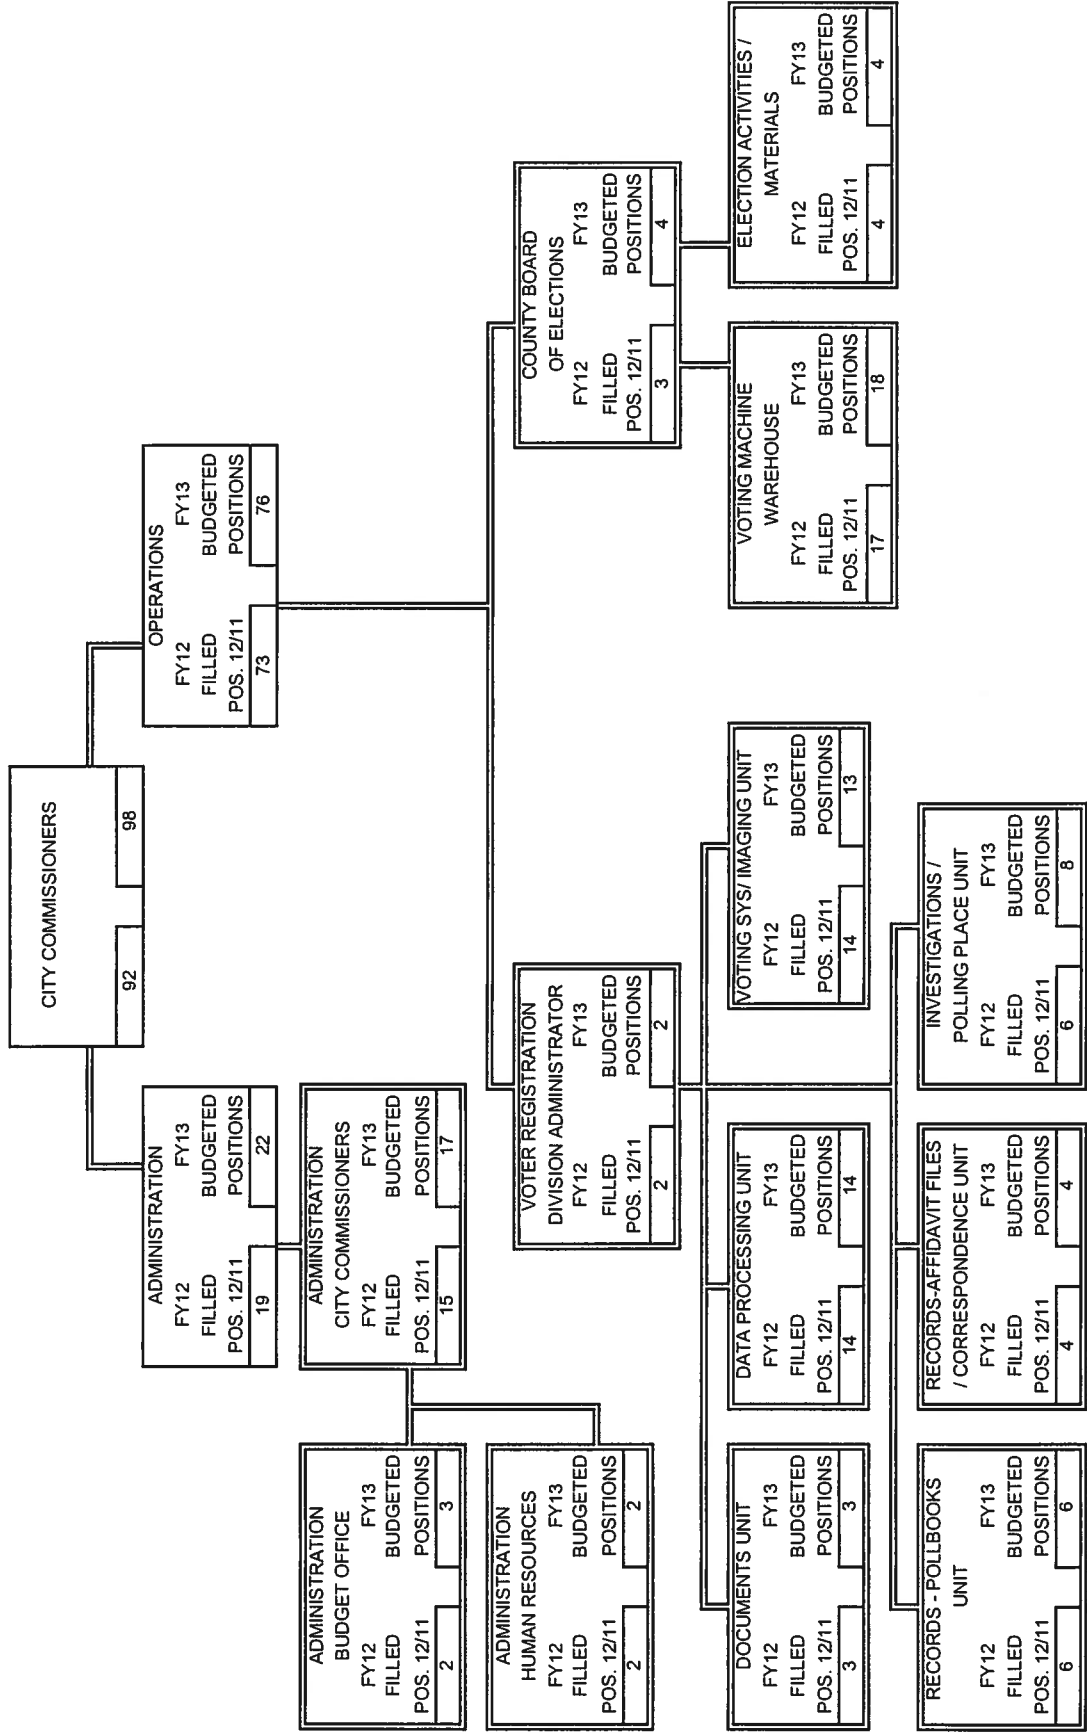 CITY COMMISSIONERS
92 98
ADMINISTRATION
FY12 FY13
FILLED BUDGETED
POS. 12/11 POSITIONS
19 22
OPERATIONS
FY12 FY13
FILLED BUDGETED
POS. 12/11 POSITIONS
73 76
ADMINISTRATION
BUDGET OFFICE
FY12 FY13
FILLED BUDGETED
POS. 12/11 POSITIONS
2 3
ADMINISTRATION
CITY COMMISSIONERS
FY12 FY13
FILLED BUDGETED
POS. 12/11 POSITIONS
15 17
ADMINISTRATION
HUMAN RESOURCES
FY12 FY13
FILLED BUDGETED
POS. 12/11 POSITIONS
2 2
VOTER REGISTRATION
DIVISION ADMINISTRATOR
FY12 FY13
FILLED BUDGETED
POS. 12/11 POSITIONS
2 2
COUNTY BOARD
OF ELECTIONS
FY12 FY13
FILLED BUDGETED
POS. 12/11 POSITIONS
3 4
DOCUMENTS UNIT
FY12 FY13
FILLED BUDGETED
POS. 12/11 POSITIONS
3 3
DATA PROCESSING UNIT
FY12 FY13
FILLED BUDGETED
POS. 12/11 POSITIONS
14 14
VOTING SYS/ IMAGING UNIT
FY12 FY13
FILLED BUDGETED
POS. 12/11 POSITIONS
14 13
VOTING MACHINE
WAREHOUSE
FY12 FY13
FILLED BUDGETED
POS. 12/11 POSITIONS
17 18
ELECTION ACTIVITIES /
MATERIALS
FY12 FY13
FILLED BUDGETED
POS. 12/11 POSITIONS
4 4
RECORDS - POLLBOOKS
UNIT
FY12 FY13
FILLED BUDGETED
POS. 12/11 POSITIONS
6 6
RECORDS-AFFIDAVIT FILES
/ CORRESPONDENCE UNIT
FY12 FY13
FILLED BUDGETED
POS. 12/11 POSITIONS
4 4
INVESTIGATIONS /
POLLING PLACE UNIT
FY12 FY13
FILLED BUDGETED
POS. 12/11 POSITIONS
6 8